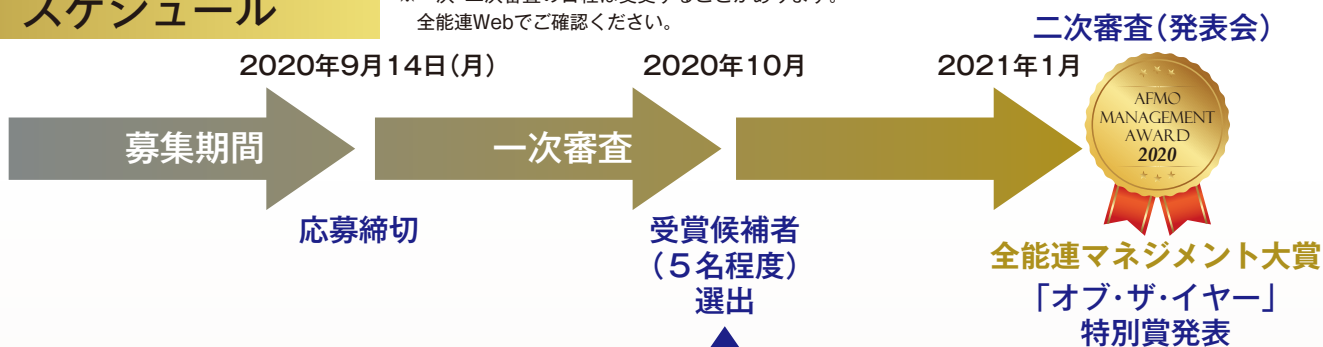 スケジュール
全能連Webでご確認ください。
二次審査(発表会)
2020年9月14日(月)
2020年10月
2021年1月
募集期間
一次審査
AFMO
MANAGEMENT
AWARD
2020
応募締切
受賞候補者
(5名程度)
選出
全能連マネジメント大賞
「オブ・ザ・イヤー」
特別賞発表